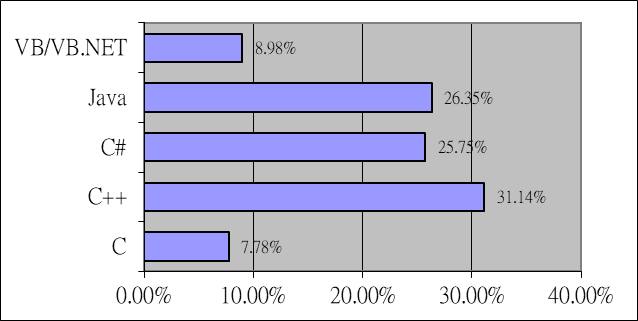 VB/VB.NET 8.98%
Java 26.35%
C# 25.75%
C++ 31.14%
C 7.78%
0.00% 10.00% 20.00% 30.00% 40.00%